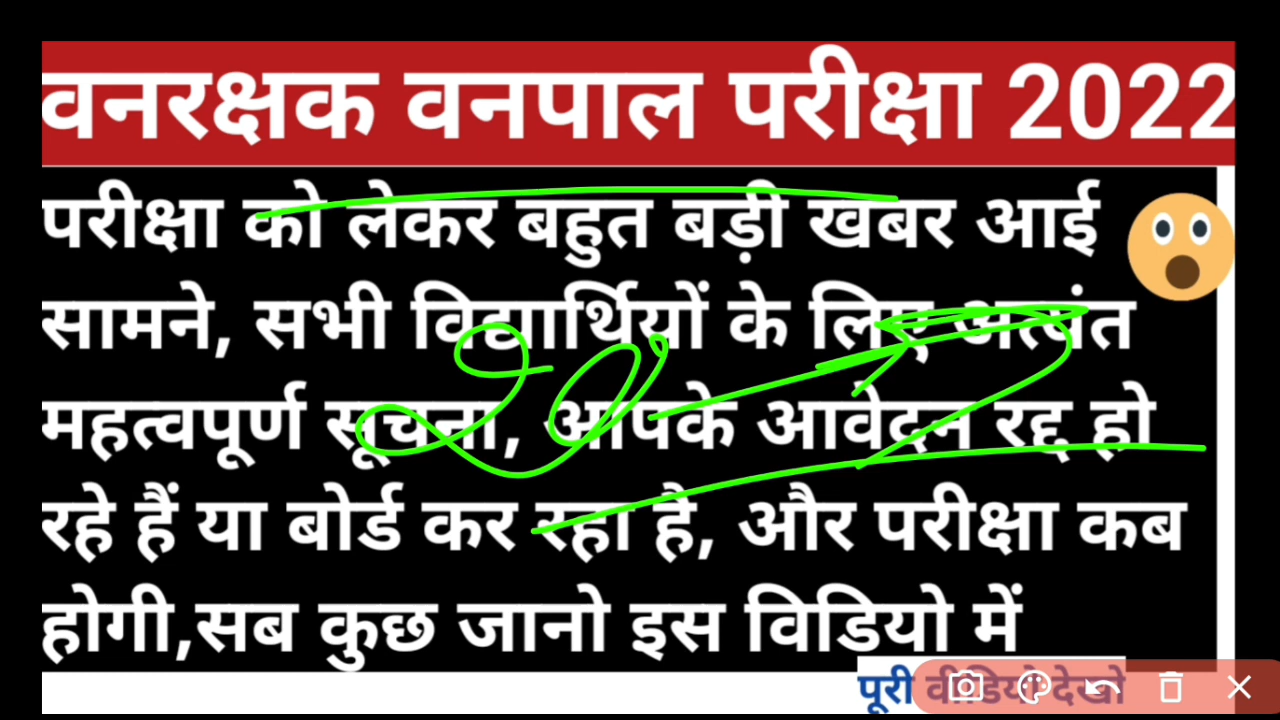 वनरक्षक वनपाल परीक्षा 2022
परीक्षा को लेकर बहुत बड़ी खबर आई
सामने, सभी विद्यार्थियों के लिए अत्यंत
महत्वपूर्ण सूचना, आपके आवेदन रद्द हो
रहे हैं या बोर्ड कर रहा है, और परीक्षा कब
होगी,सब कुछ जानो इस विडियो में
पूरी वीडियो देखो